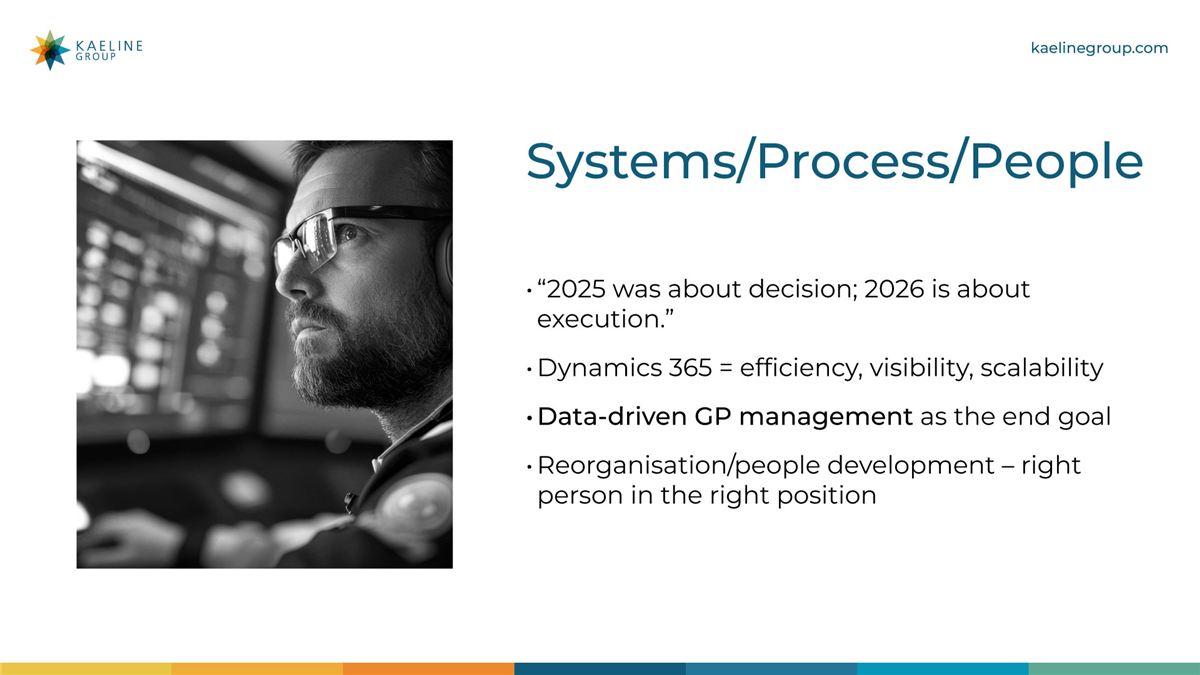 KAELINE
GROUP
kaelinegroup.com
Systems/Process/People
• “2025 was about decision; 2026 is about
execution.”
• Dynamics 365 = efficiency, visibility, scalability
• Data-driven GP management as the end goal
• Reorganisation/people development – right
person in the right position